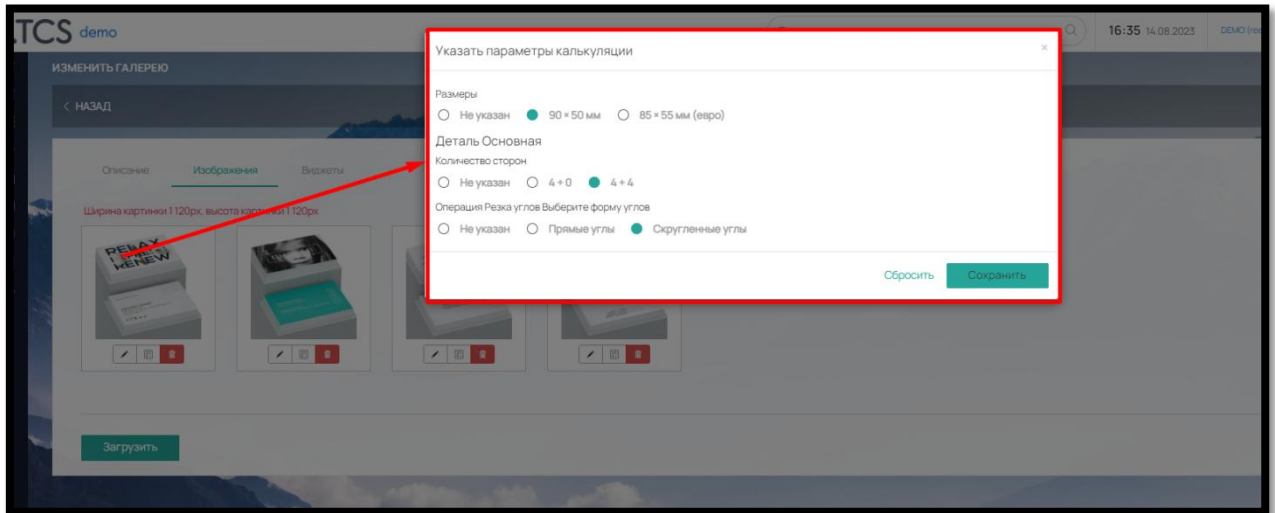 LTCS demo
16:35 14.08.2023
DEMO
ИЗМЕНИТЬ ГАЛЕРЕЮ
< НАЗАД
Описание Изображения Виджеты
Ширина картинки 1120px, высота картинки 1120px
RELAX
RENEW
Загрузить
Указать параметры калькуляции ×
Размеры
Не указан 90 × 50 мм 85 × 55 мм (евро)
Деталь Основная
Количество сторон
Не указан 4 + 0 4 + 4
Операция Резка углов Выберите форму углов
Не указан Прямые углы Скругленные углы
Сбросить Сохранить